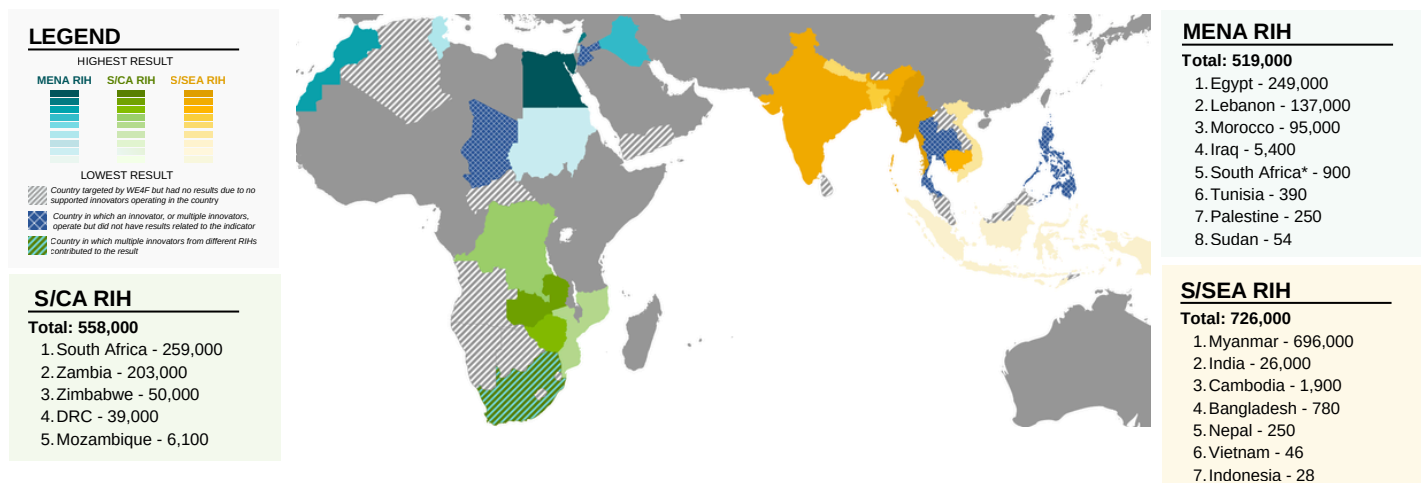 LEGEND
HIGHEST RESULT
MENA RIH S/CA RIH S/SEA RIH
LOWEST RESULT
Country targeted by WE4F but had no results due to no
supported innovators operating in the country
Country in which an innovator, or multiple innovators,
operate but did not have results related to the indicator
Country in which multiple innovators from different RIHs
contributed to the result
S/CA RIH
Total: 558,000
1. South Africa - 259,000
2. Zambia - 203,000
3. Zimbabwe - 50,000
4. DRC - 39,000
5. Mozambique - 6,100
MENA RIH
Total: 519,000
1. Egypt - 249,000
2. Lebanon - 137,000
3. Morocco - 95,000
4. Iraq - 5,400
5. South Africa* - 900
6. Tunisia - 390
7. Palestine - 250
8. Sudan - 54
S/SEA RIH
Total: 726,000
1. Myanmar - 696,000
2. India - 26,000
3. Cambodia - 1,900
4. Bangladesh - 780
5. Nepal - 250
6. Vietnam - 46
7. Indonesia - 28